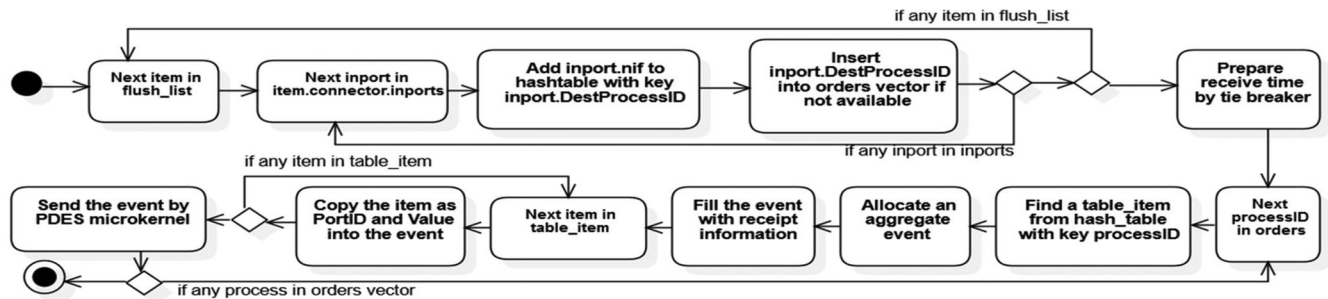 if any item in flush_list
Next item in
flush_list
Next inport in
item.connector.inports
Add inport.nif to
hashtable with key
inport.DestProcessID
Insert
inport.DestProcessID
into orders vector if
not available
Prepare
receive time
by tie breaker
if any inport in inports
if any item in table_item
Send the event by
PDES microkernel
Copy the item as
PortID and Value
into the event
Next item in
table_item
Fill the event
with receipt
information
Allocate an
aggregate
event
Find a table_item
from hash_table
with key processID
Next
processID
in orders
if any process in orders vector